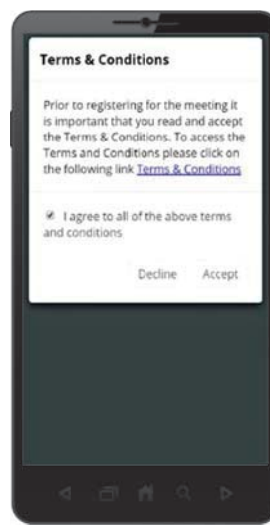 Terms & Conditions
Prior to registering for the meeting it
is important that you read and accept
the Terms & Conditions. To access the
Terms and Conditions please click on
the following link Terms & Conditions
I agree to all of the above terms
and conditions
Decline Accept